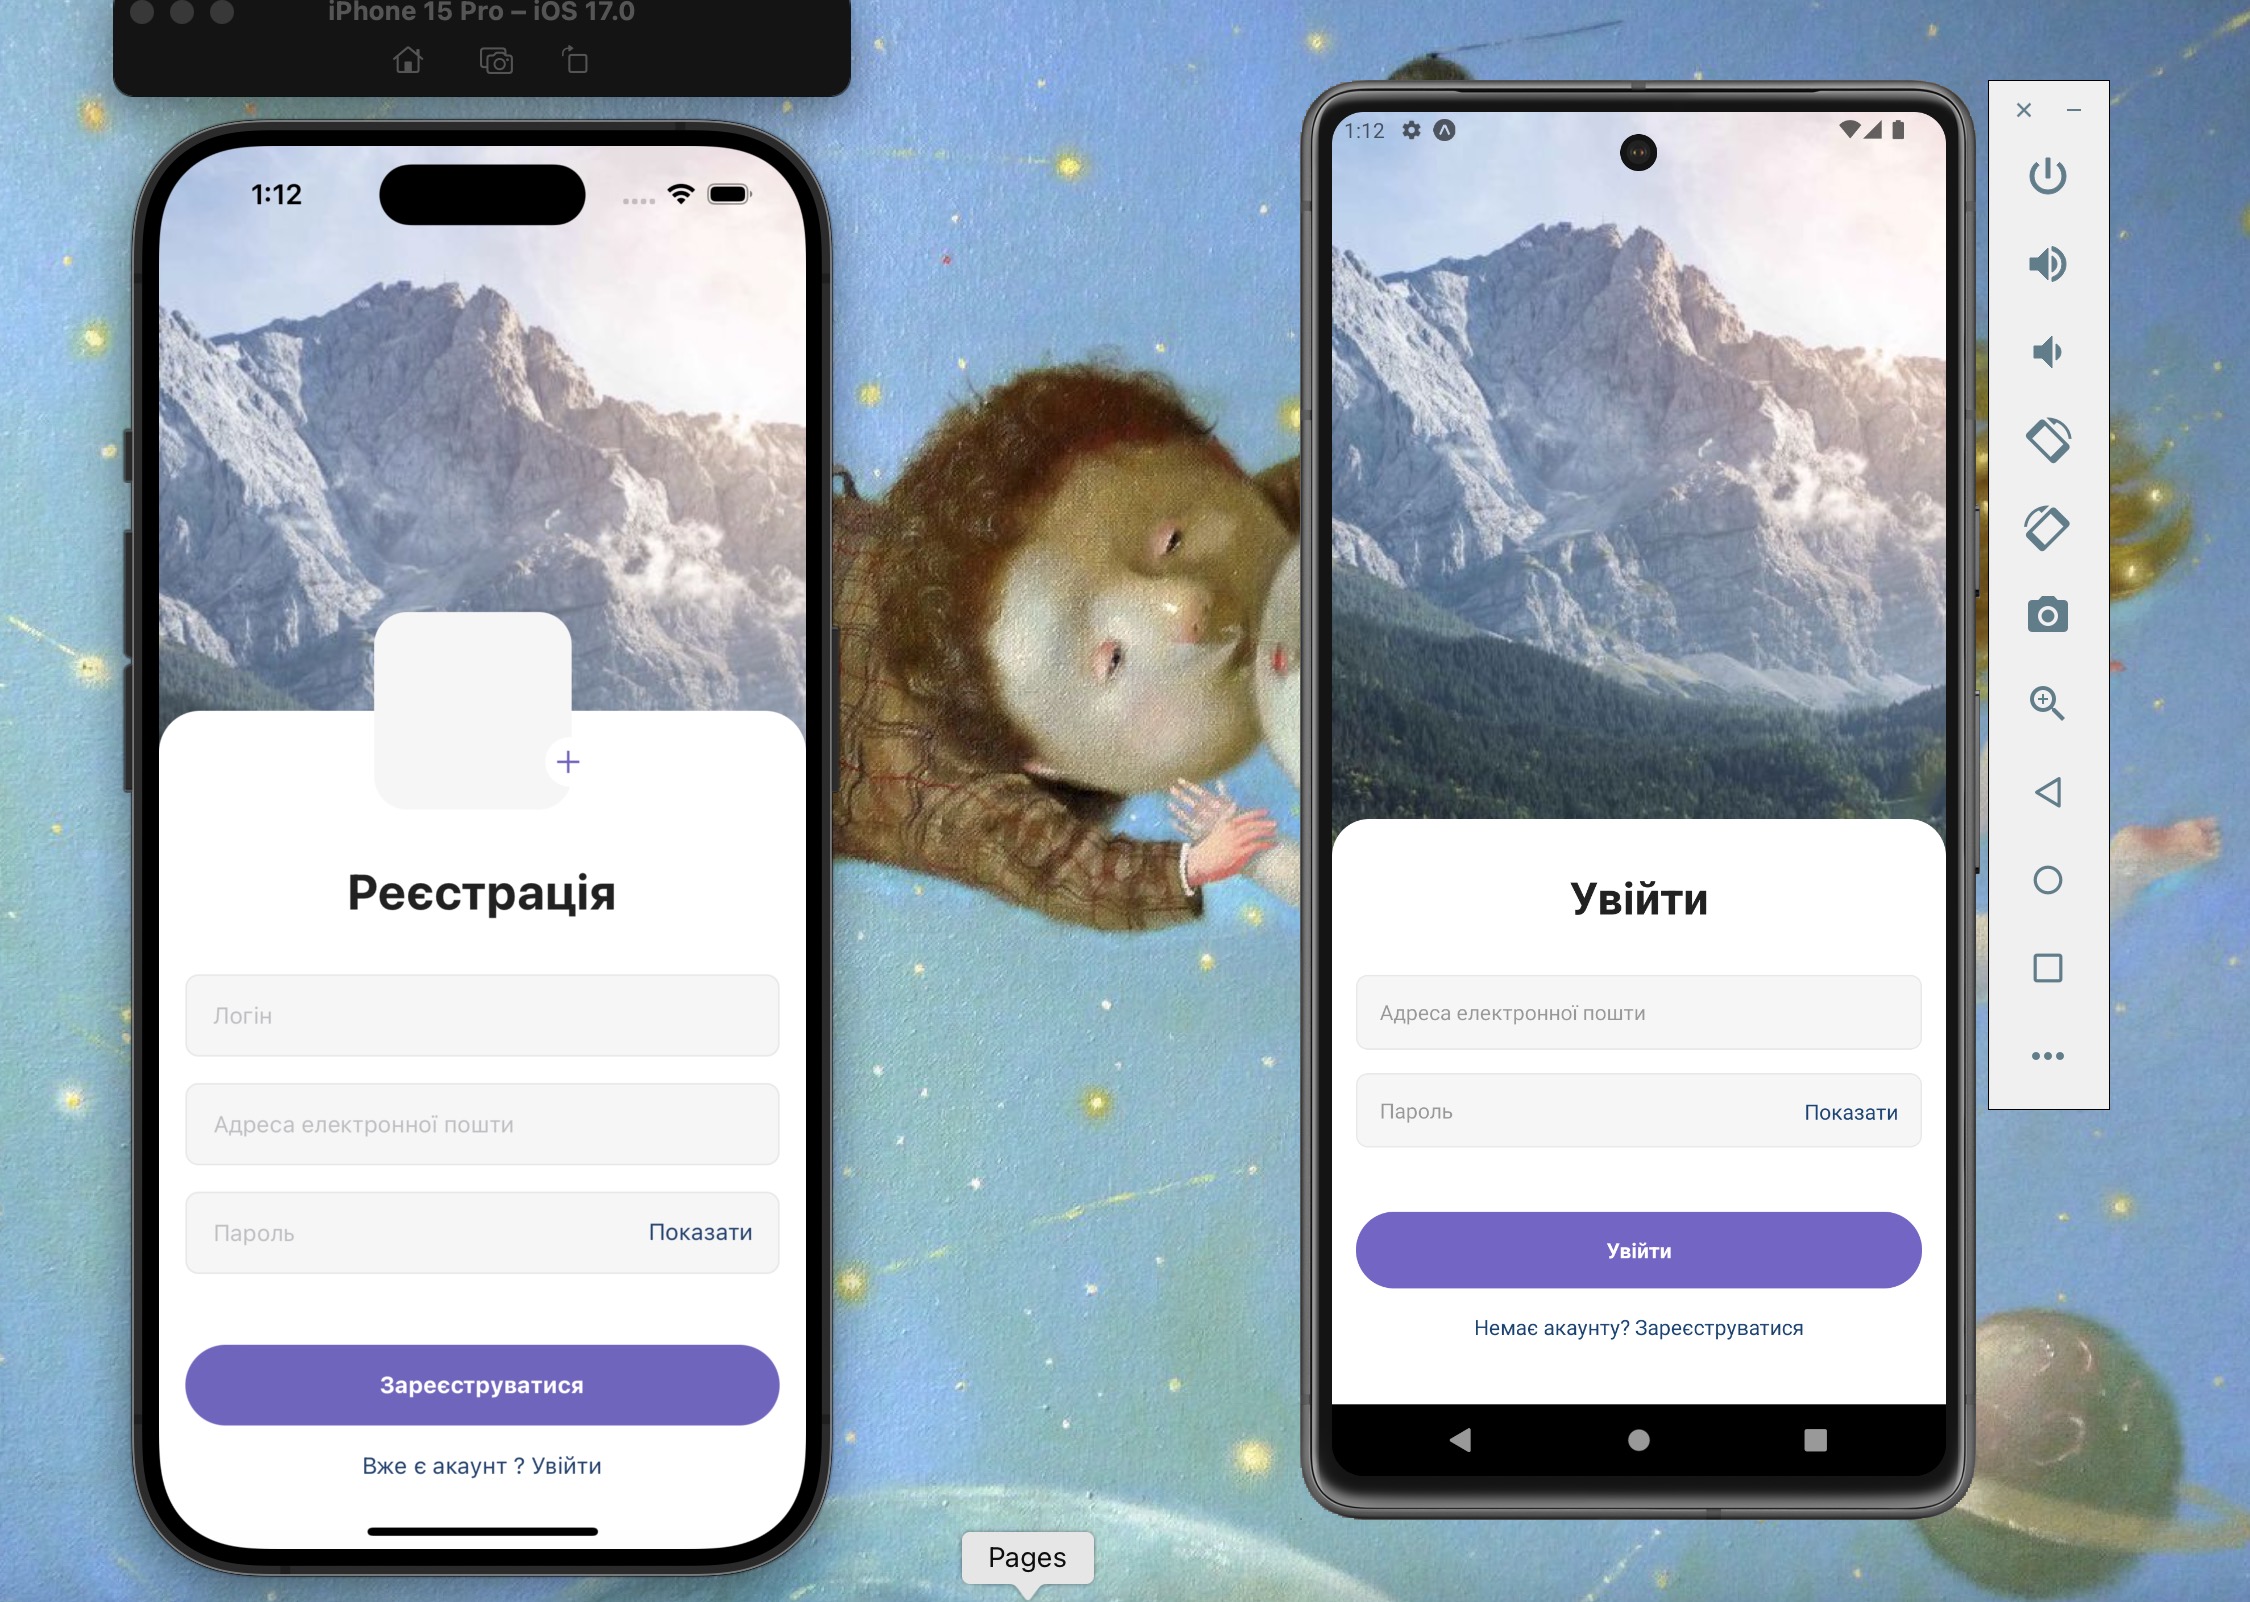 iPhone 15 Pro – iOS 17.0
1:12
Реєстрація
Логін
Адреса електронної пошти
Пароль
Показати
Зареєструватися
Вже є акаунт ? Увійти
1:12
Увійти
Адреса електронної пошти
Пароль
Показати
Увійти
Немає акаунту? Зареєструватися
Pages